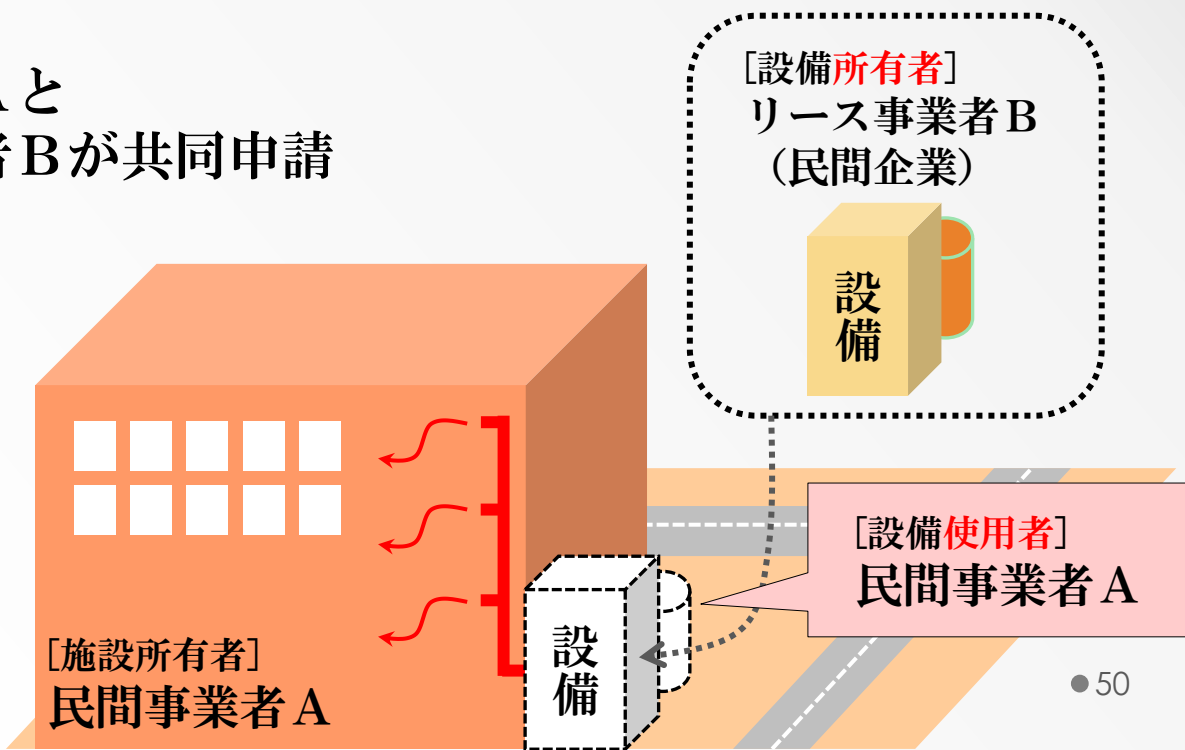 Aと
者Bが共同申請
[設備所有者]
リース事業者B
(民間企業)
設備
[設備使用者]
民間事業者A
設備
[施設所有者]
民間事業者A
●50